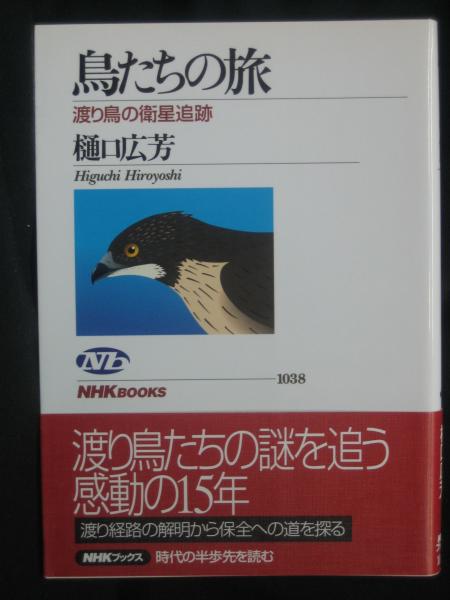 鳥たちの旅
渡り鳥の衛星追跡
樋口広芳
Higuchi Hiroyoshi
Nb
NHK BOOKS
1038
渡り鳥たちの謎を追う
感動の15年
渡り経路の解明から保全への道を探る
NHKブックス 時代の半歩先を読む